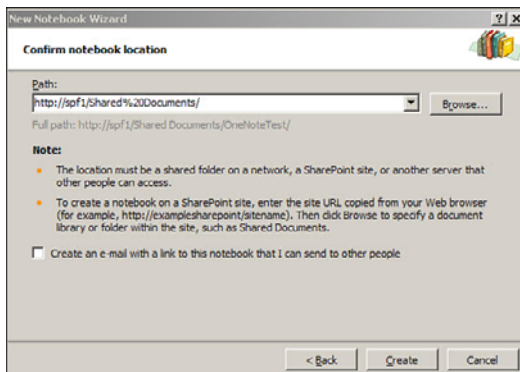 New Notebook Wizard
Confirm notebook location
Path:
http://spf1/Shared%20Documents/
Browse...
Full path: http://spf1/Shared Documents/OneNoteTest/
Note:
The location must be a shared folder on a network, a SharePoint site, or another server that
other people can access.
To create a notebook on a SharePoint site, enter the site URL copied from your Web browser
(for example, http://examplesharepoint/sitename). Then click Browse to specify a document
library or folder within the site, such as Shared Documents.
Create an e-mail with a link to this notebook that I can send to other people
< Back
Create
Cancel